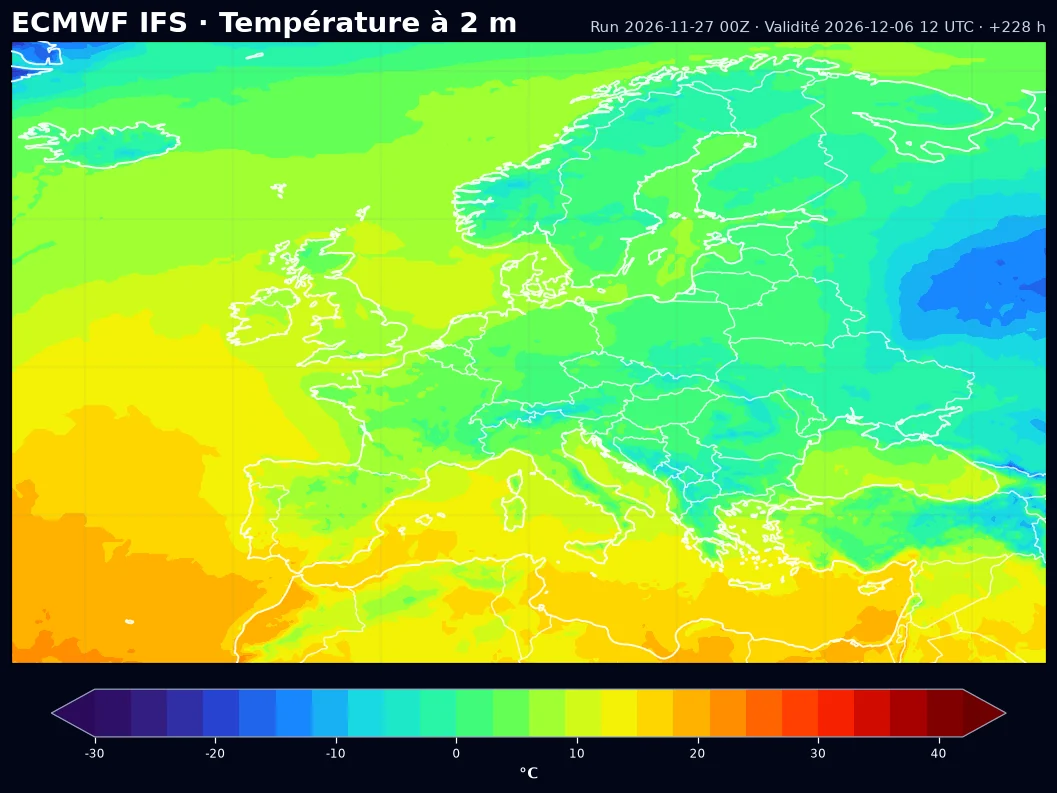 ECMWF IFS · Température à 2 m
Run 2026-11-27 00Z · Validité 2026-12-06 12 UTC · +228 h
-30 -20 -10 0 10 20 30 40
°C